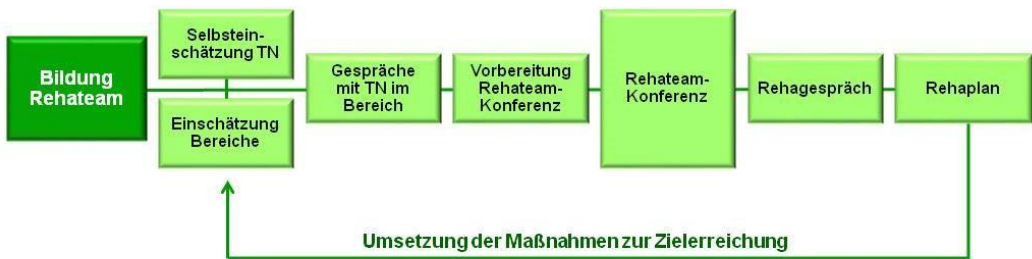 Bildung
Rehateam
Selbstein-
schätzung TN
Einschätzung
Bereiche
Gespräche
mit TN im
Bereich
Vorbereitung
Rehateam-
Konferenz
Rehateam-
Konferenz
Rehagespräch
Rehaplan
Umsetzung der Maßnahmen zur Zielerreichung